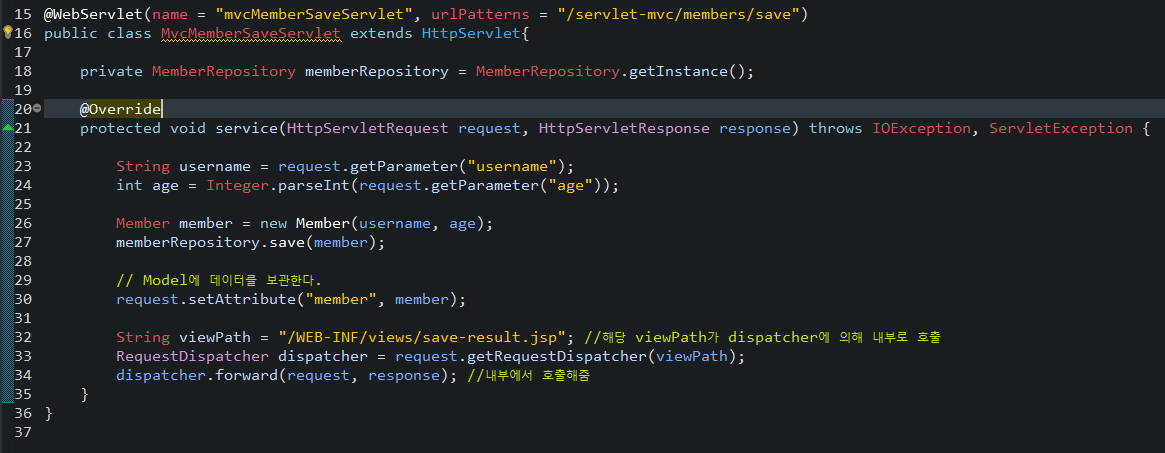 15 @WebServlet(name = "mvcMemberSaveServlet", urlPatterns = "/servlet-mvc/members/save")
16 public class MvcMemberSaveServlet extends HttpServlet{
17
18     private MemberRepository memberRepository = MemberRepository.getInstance();
19
20     @Override
21     protected void service(HttpServletRequest request, HttpServletResponse response) throws IOException, ServletException {
22
23         String username = request.getParameter("username");
24         int age = Integer.parseInt(request.getParameter("age"));
25
26         Member member = new Member(username, age);
27         memberRepository.save(member);
28
29         // Model에 데이터를 보관한다.
30         request.setAttribute("member", member);
31
32         String viewPath = "/WEB-INF/views/save-result.jsp"; //해당 viewPath가 dispatcher에 의해 내부로 호출
33         RequestDispatcher dispatcher = request.getRequestDispatcher(viewPath);
34         dispatcher.forward(request, response); //내부에서 호출해줌
35     }
36 }
37